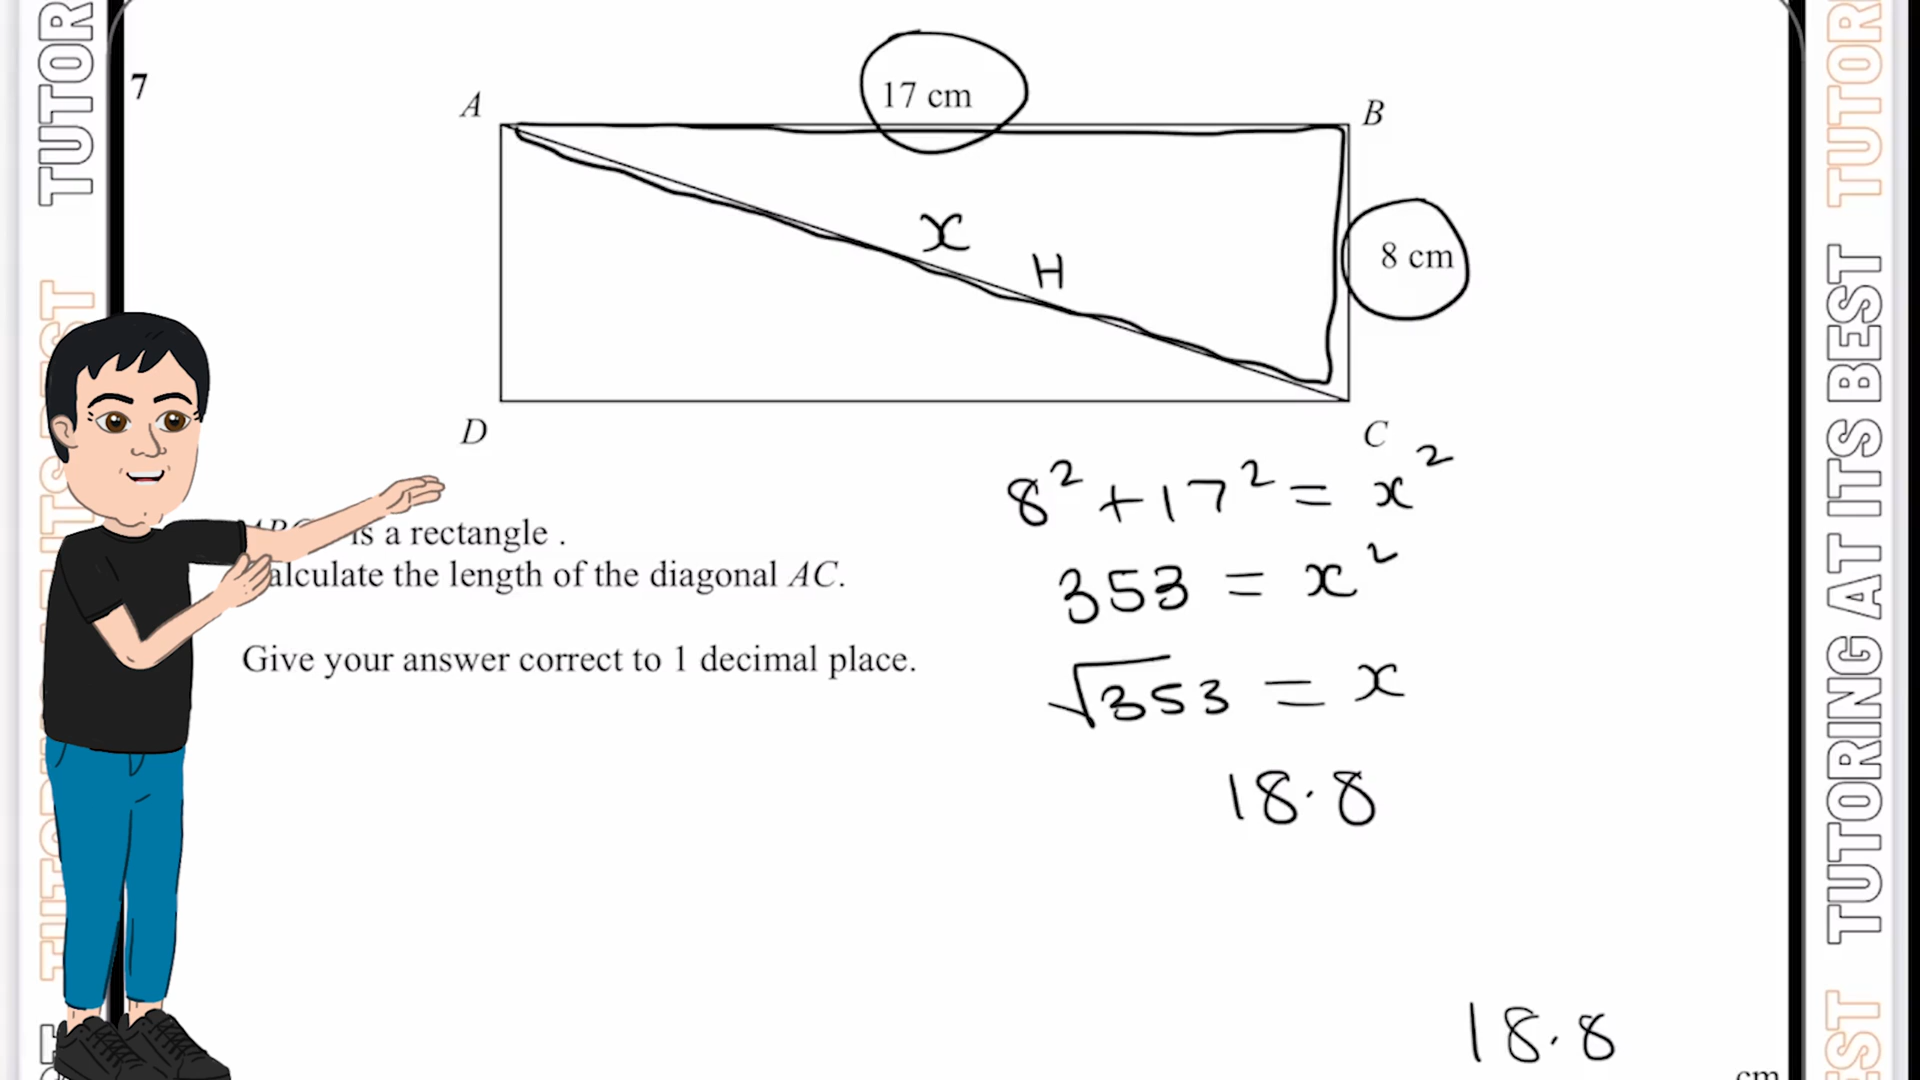 7
A
17 cm
B
x
H
8 cm
D
C
8² + 17² = x²
is a rectangle .
353 = x²
alculate the length of the diagonal AC.
Give your answer correct to 1 decimal place.
√353 = x
18.8
18.8
cm
TUTOR
TUTOR
TUTORING AT ITS BEST